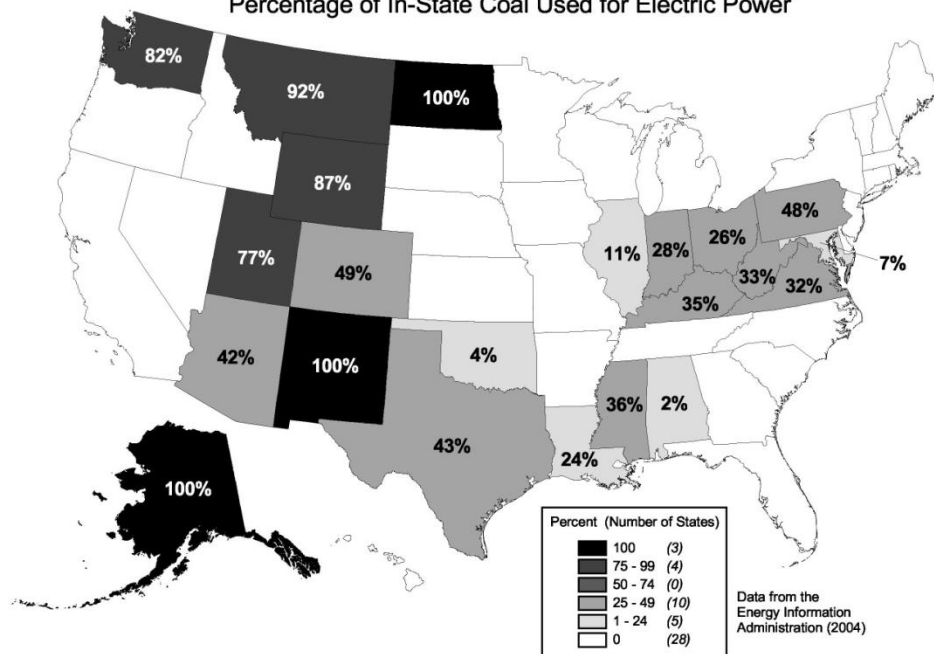 Percentage of In-State Coal Used for Electric Power
82%
92%
100%
87%
77%
49%
11%
28%
26%
48%
33%
32%
7%
35%
42%
100%
4%
43%
36%
2%
24%
100%
Percent (Number of States)
100 (3)
75 - 99 (4)
50 - 74 (0)
25 - 49 (10)
1 - 24 (5)
0 (28)
Data from the
Energy Information
Administration (2004)